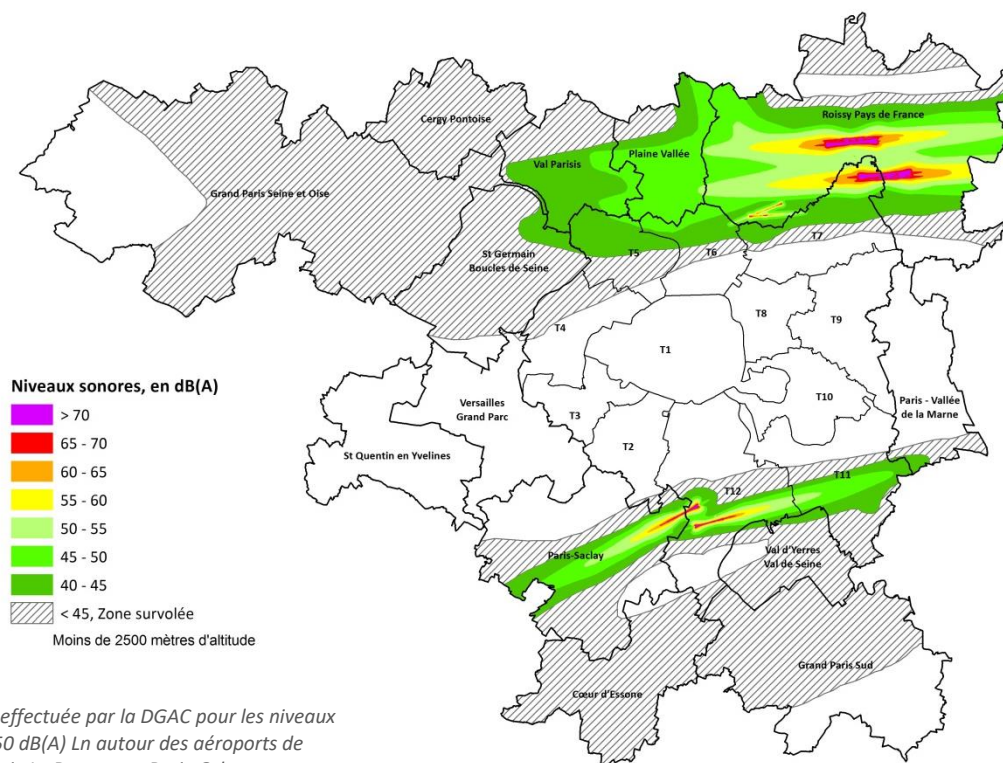 Cergy Pontoise
Roissy Pays de France
Val Parisis
Plaine Vallée
Grand Paris Seine et Oise
St Germain
Boucles de Seine
T5
T6
T7
T4
T8
T9
T1
Niveaux sonores, en dB(A)
> 70
65 - 70
60 - 65
55 - 60
50 - 55
45 - 50
40 - 45
< 45, Zone survolée
Moins de 2500 mètres d'altitude
Versailles
Grand Parc
T3
T10
Paris - Vallée
de la Marne
St Quentin en Yvelines
T2
T11
T12
Paris-Saclay
Val d'Yerres
Val de Seine
Grand Paris Sud
Cœur d'Essone
effectuée par la DGAC pour les niveaux
50 dB(A) Ln autour des aéroports de